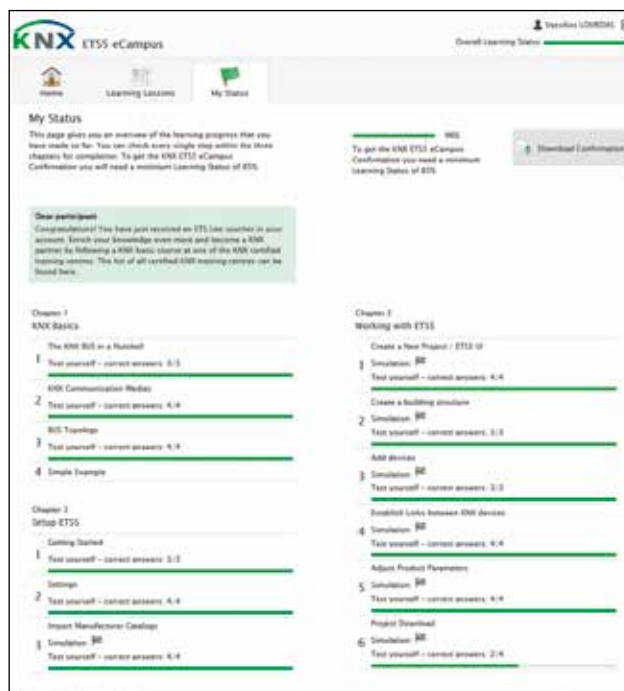 KNX ETS5 eCampus
Vassilios LOURDAS
Overall Learning Status
Home
Learning Lessons
My Status
My Status
This page gives you an overview of the learning progress that you
have made so far. You can check every single step within the three
chapters for completion. To get the KNX ETS5 eCampus
Confirmation you will need a minimum Learning Status of 85%.
To get the KNX ETS5 eCampus
Confirmation you need a minimum
Learning Status of 85%
Download Confirmation
Dear participant
Congratulations! You have just received an ETS Lite voucher in your
account. Enrich your knowledge even more and become a KNX
partner by following a KNX basic course at one of the KNX certified
training centres. The list of all certified KNX training centres can be
found here.
Chapter 1
KNX Basics
The KNX BUS in a Nutshell
1
Test yourself - correct answers: 3/3
KNX Communication Medias
2
Test yourself - correct answers: 4/4
BUS Topology
3
Test yourself - correct answers: 4/4
4 Simple Example
Chapter 2
Setup ETS5
Getting Started
1
Test yourself - correct answers: 3/3
Settings
2
Test yourself - correct answers: 4/4
Import Manufacturer Catalogs
3 Simulation:
Test yourself - correct answers: 4/4
Chapter 3
Working with ETS5
Create a New Project / ETS5 UI
1 Simulation:
Test yourself - correct answers: 4/4
Create a building structure
2 Simulation:
Test yourself - correct answers: 3/3
Add devices
3 Simulation:
Test yourself - correct answers: 3/3
Establish Links between KNX devices
4 Simulation:
Test yourself - correct answers: 4/4
Adjust Product Parameters
5 Simulation:
Test yourself - correct answers: 4/4
Project Download
6 Simulation:
Test yourself - correct answers: 2/4